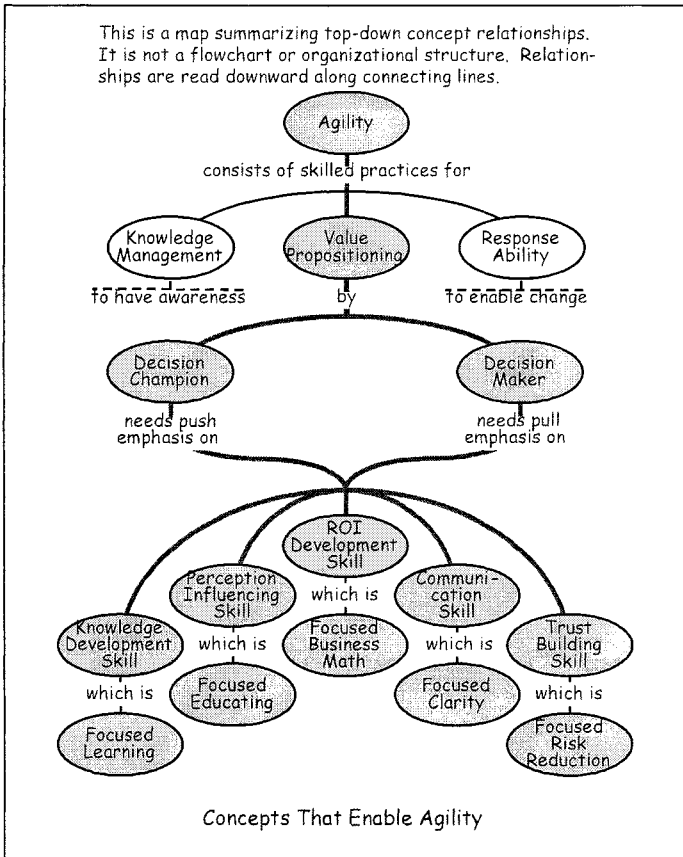 This is a map summarizing top-down concept relationships.
It is not a flowchart or organizational structure. Relation-
ships are read downward along connecting lines.
Agility
consists of skilled practices for
Knowledge
Management
Value
Propositioning
Response
Ability
to have awareness
by
to enable change
Decision
Champion
Decision
Maker
needs push
emphasis on
needs pull
emphasis on
ROI
Development
Skill
Perception
Influencing
Skill
which is
Communi-
cation
Skill
Knowledge
Development
Skill
which is
Focused
Business
Math
which is
Trust
Building
Skill
which is
Focused
Educating
Focused
Clarity
which is
Focused
Learning
Focused
Risk
Reduction
Concepts That Enable Agility